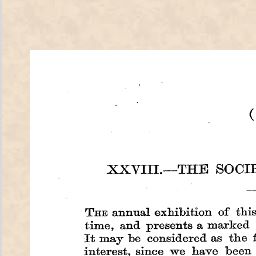 (
XXVIII.—THE SOCI
THE annual exhibition of this
time, and presents a marked
It may be considered as the
interest, since we have been